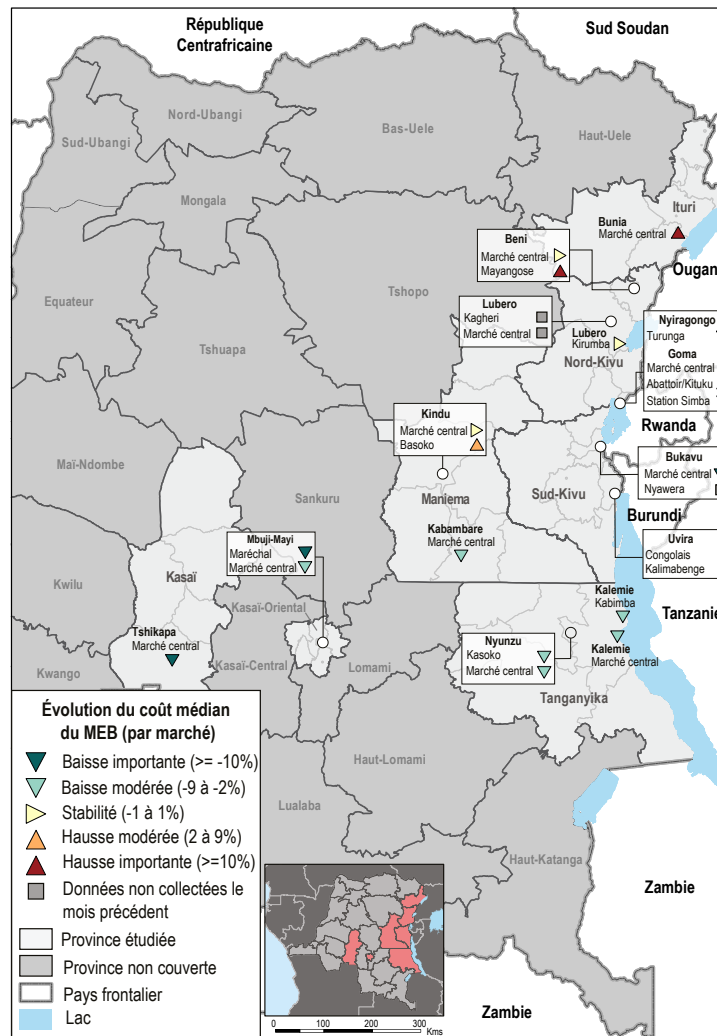 République
Centrafricaine
Sud Soudan
Nord-Ubangi
Sud-Ubangi
Bas-Uele
Haut-Uele
Mongala
Ituri
Bunia
Marché central
Beni
Marché central
Mayangose
Ougan
Equateur
Tshopo
Lubero
Kagheri
Marché central
Nyiragongo
Turunga
Goma
Marché central
Abattoir/Kituku
Station Simba
Tshuapa
Lubero
Kirumba
Nord-Kivu
Kindu
Marché central
Basoko
Rwanda
Bukavu
Marché central
Nyawera
Maï-Ndombe
Sankuru
Maniema
Sud-Kivu
Burundi
Kabambare
Marché central
Uvira
Congolais
Kalimabenge
Mbuji-Mayi
Maréchal
Marché central
Kasaï
Kwilu
Kasaï-Oriental
Kalemie
Kabimba
Tanzanie
Tshikapa
Marché central
Nyunzu
Kasoko
Marché central
Kalemie
Marché central
Kwango
Kasaï-Central
Lomami
Tanganyika
Évolution du coût médian
du MEB (par marché)
Baisse importante (>= -10%)
Baisse modérée (-9 à -2%)
Stabilité (-1 à 1%)
Hausse modérée (2 à 9%)
Hausse importante (>=10%)
Données non collectées le
mois précédent
Province étudiée
Province non couverte
Pays frontalier
Lac
Haut-Lomami
Lualaba
Haut-Katanga
Zambie
Zambie
0 100 200 300
Kms